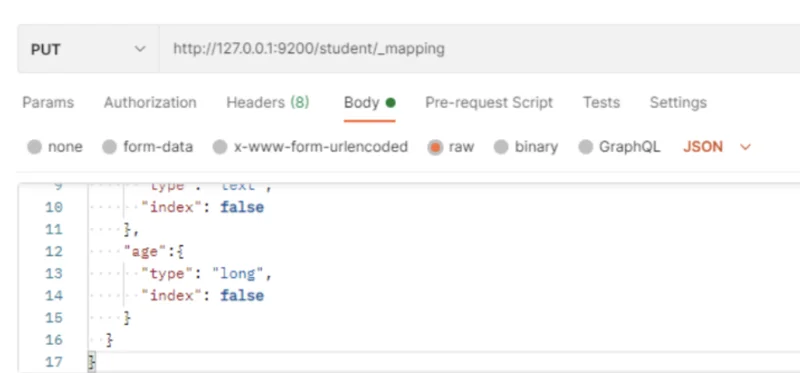 PUT http://127.0.0.1:9200/student/_mapping
Params Authorization Headers (8) Body Pre-request Script Tests Settings
none form-data x-www-form-urlencoded raw binary GraphQL JSON
9 "type": "text",
10 "index": false
11 },
12 "age":{
13 "type": "long",
14 "index": false
15 }
16 }
17 }